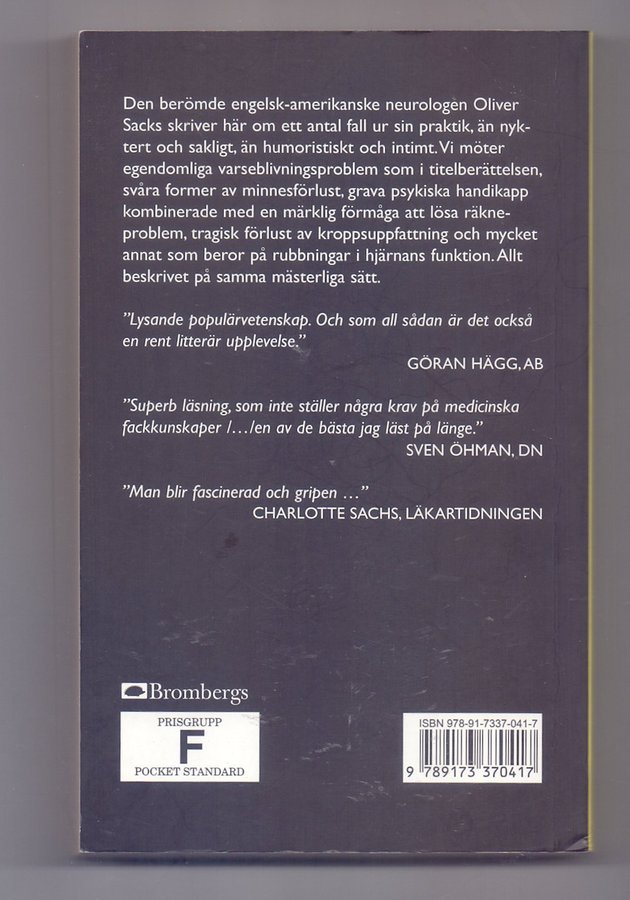 Den berömde engelsk-amerikanske neurologen Oliver
Sacks skriver här om ett antal fall ur sin praktik, än nyk-
tert och sakligt, än humoristiskt och intimt. Vi möter
egendomliga varseblivningsproblem som i titelberättelsen,
svåra former av minnesförlust, grava psykiska handikapp
kombinerade med en märklig förmåga att lösa räkne-
problem, tragisk förlust av kroppsuppfattning och mycket
annat som beror på rubbningar i hjärnans funktion. Allt
beskrivet på samma mästerliga sätt.
”Lysande populärvetenskap. Och som all sådan är det också
en rent litterär upplevelse.”
GÖRAN HÄGG, AB
”Superb läsning, som inte ställer några krav på medicinska
fackkunskaper /…/en av de bästa jag läst på länge.”
SVEN ÖHMAN, DN
”Man blir fascinerad och gripen …”
CHARLOTTE SACHS, LÄKARTIDNINGEN
Brombergs
PRISGRUPP
F
POCKET STANDARD
ISBN 978-91-7337-041-7
9 789173 370417